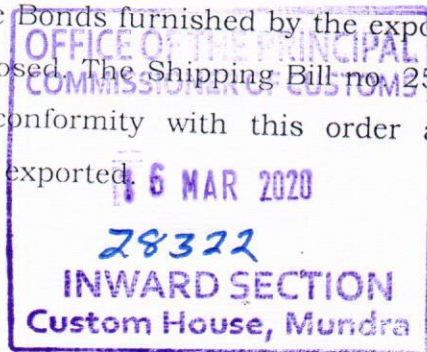 e Bonds furnished by the expo
OFFICE OF THE PRINCIPAL
osed. The Shipping Bill no. 25
COMMISSIONER OF CUSTOMS
conformity with this order a
exported.
16 MAR 2020
28322
INWARD SECTION
Custom House, Mundra